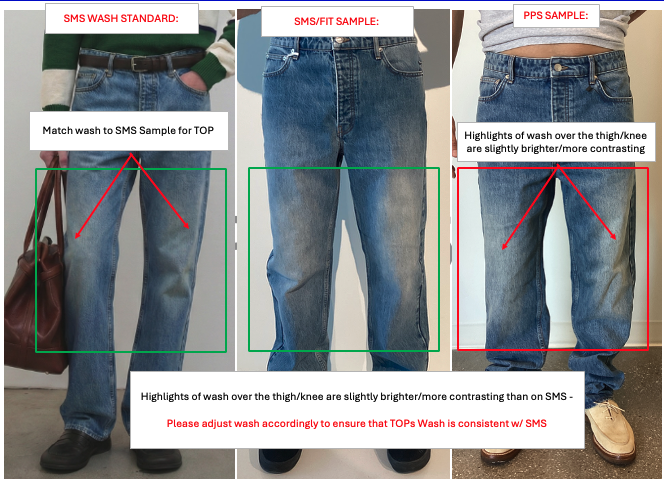 SMS WASH STANDARD:
SMS/FIT SAMPLE:
PPS SAMPLE:
Match wash to SMS Sample for TOP
Highlights of wash over the thigh/knee
are slightly brighter/more contrasting
Highlights of wash over the thigh/knee are slightly brighter/more contrasting than on SMS -
Please adjust wash accordingly to ensure that TOPs Wash is consistent w/ SMS